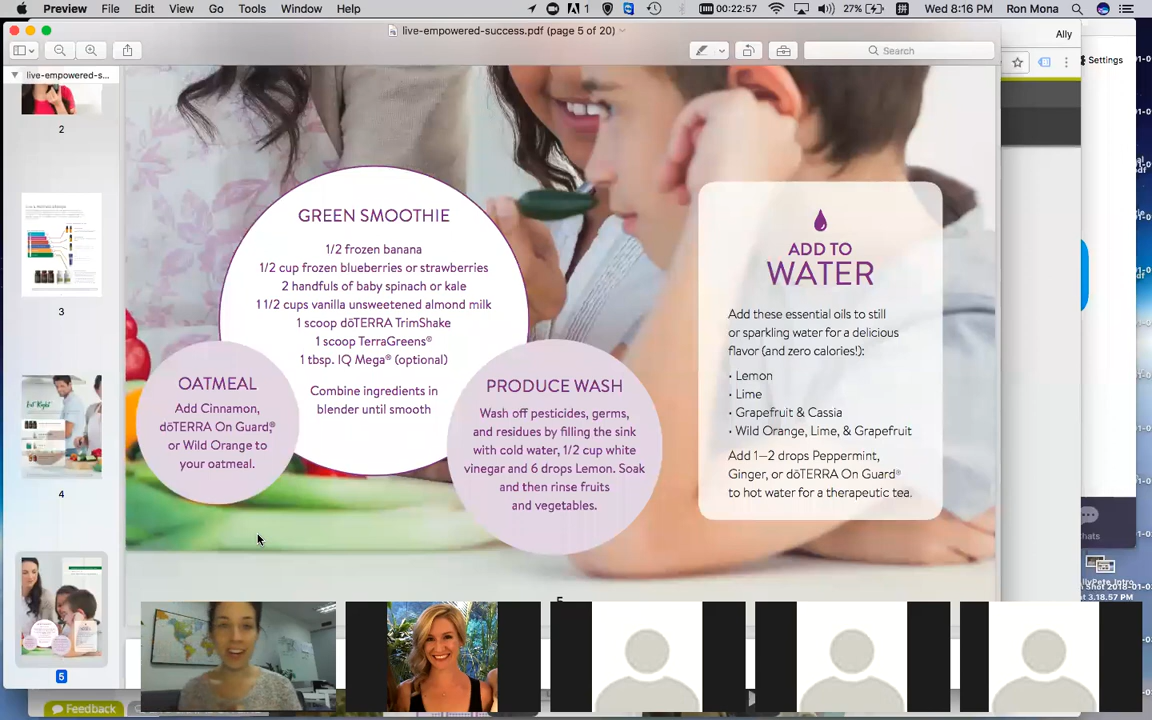 Preview File Edit View Go Tools Window Help
1 00:22:57 27% Wed 8:16 PM Ron Mona
live-empowered-success.pdf (page 5 of 20)
Ally
Search
Settings
live-empowered-s...
2
3
4
5
GREEN SMOOTHIE
1/2 frozen banana
1/2 cup frozen blueberries or strawberries
2 handfuls of baby spinach or kale
1 1/2 cups vanilla unsweetened almond milk
1 scoop dōTERRA TrimShake
1 scoop TerraGreens®
1 tbsp. IQ Mega® (optional)
Combine ingredients in
blender until smooth
OATMEAL
Add Cinnamon,
dōTERRA On Guard,®
or Wild Orange to
your oatmeal.
PRODUCE WASH
Wash off pesticides, germs,
and residues by filling the sink
with cold water, 1/2 cup white
vinegar and 6 drops Lemon. Soak
and then rinse fruits
and vegetables.
ADD TO
WATER
Add these essential oils to still
or sparkling water for a delicious
flavor (and zero calories!):
• Lemon
• Lime
• Grapefruit & Cassia
• Wild Orange, Lime, & Grapefruit
Add 1–2 drops Peppermint,
Ginger, or dōTERRA On Guard®
to hot water for a therapeutic tea.
Feedback